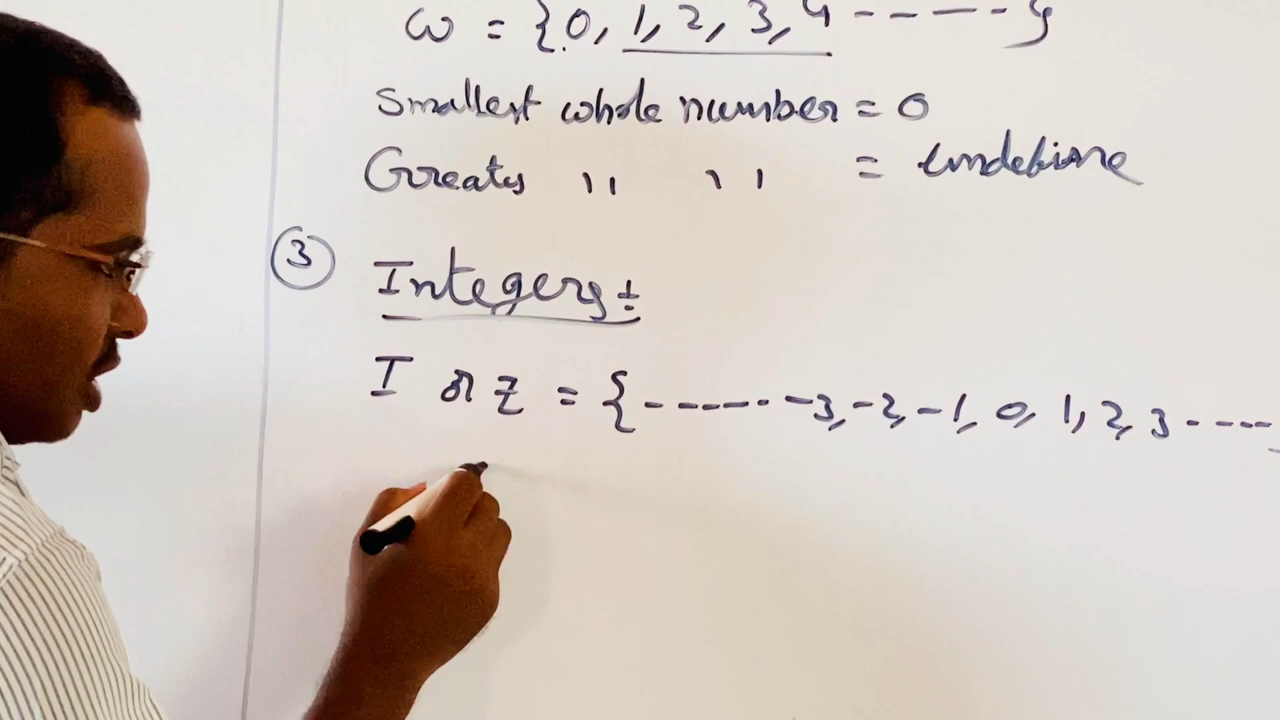 ω = {0, 1, 2, 3, 4 -----}
Smallest whole number = 0
Greates " " = undefine
3 Integers:
I or Z = {------ -3, -2, -1, 0, 1, 2, 3 -----